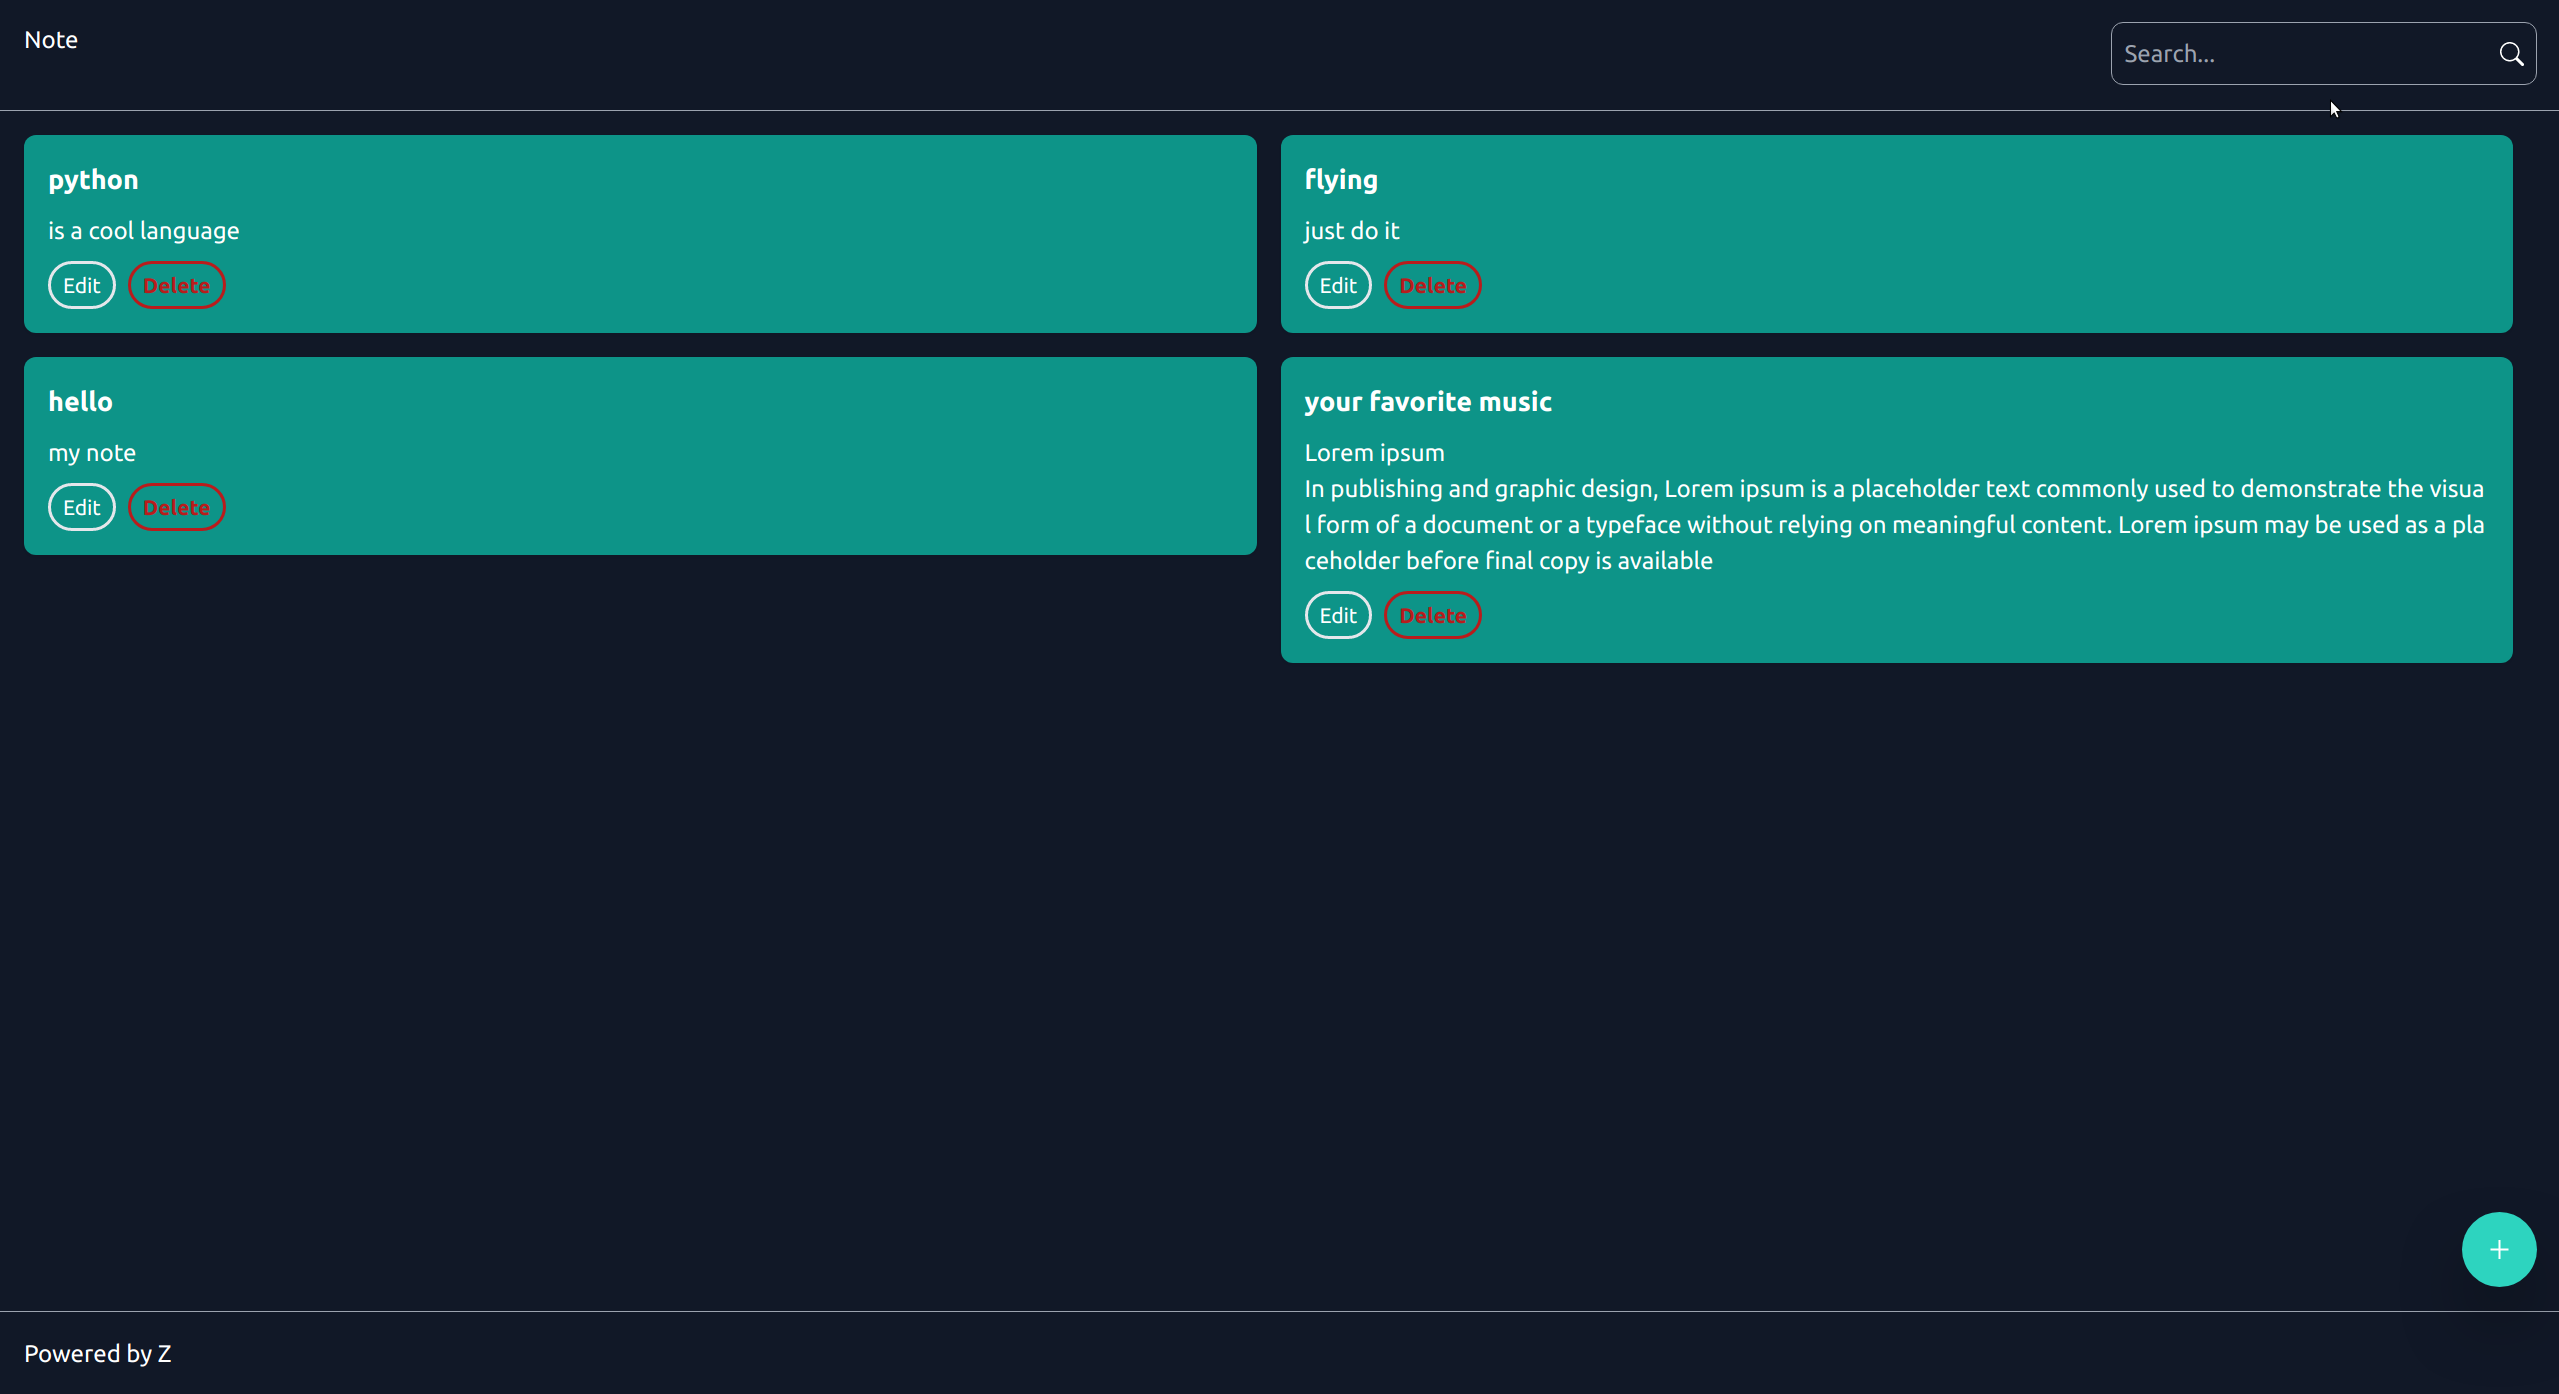 Note
Search...
python
is a cool language
Edit
Delete
flying
just do it
Edit
Delete
hello
my note
Edit
Delete
your favorite music
Lorem ipsum
In publishing and graphic design, Lorem ipsum is a placeholder text commonly used to demonstrate the visua
l form of a document or a typeface without relying on meaningful content. Lorem ipsum may be used as a pla
ceholder before final copy is available
Edit
Delete
+
Powered by Z